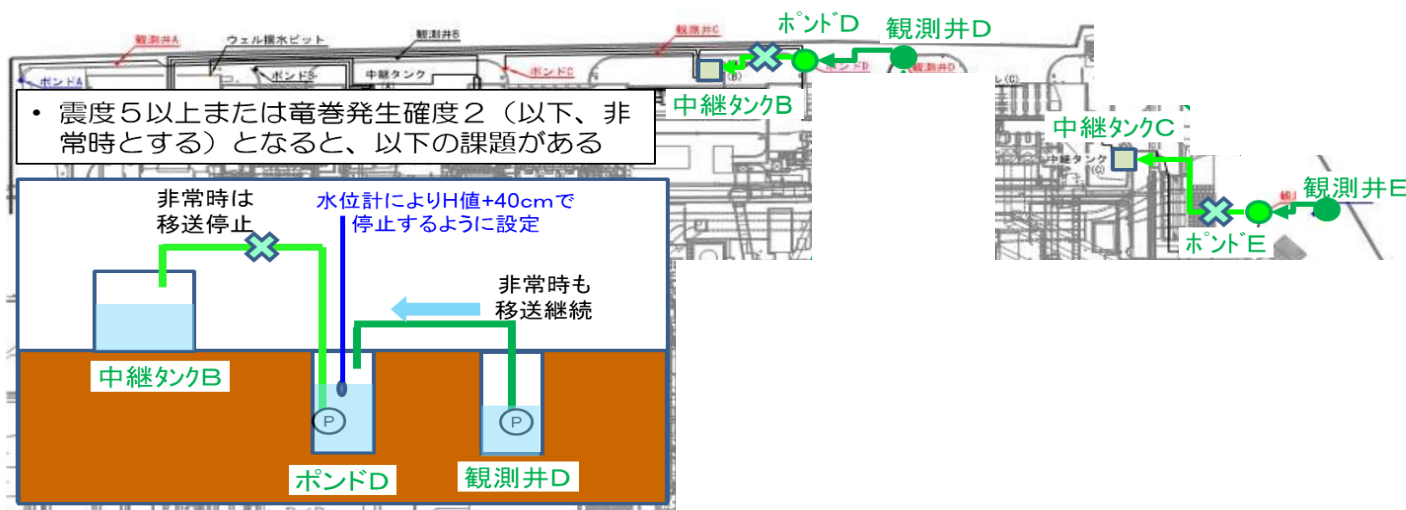 観測井A
ウェル揚水ピット
観測井B
観測井C
ポンドD
観測井D
ポンドA
ポンドB
中継タンク
(A)
ポンドC
(B)
ポンドD
観測井D
中継タンクB
・ 震度5以上または竜巻発生確度2(以下、非
常時とする)となると、以下の課題がある
中継タンクC
中継タンク
(C)
観測井E
ポンドE
非常時は
移送停止
水位計によりH値+40cmで
停止するように設定
非常時も
移送継続
中継タンクB
P
P
ポンドD
観測井D